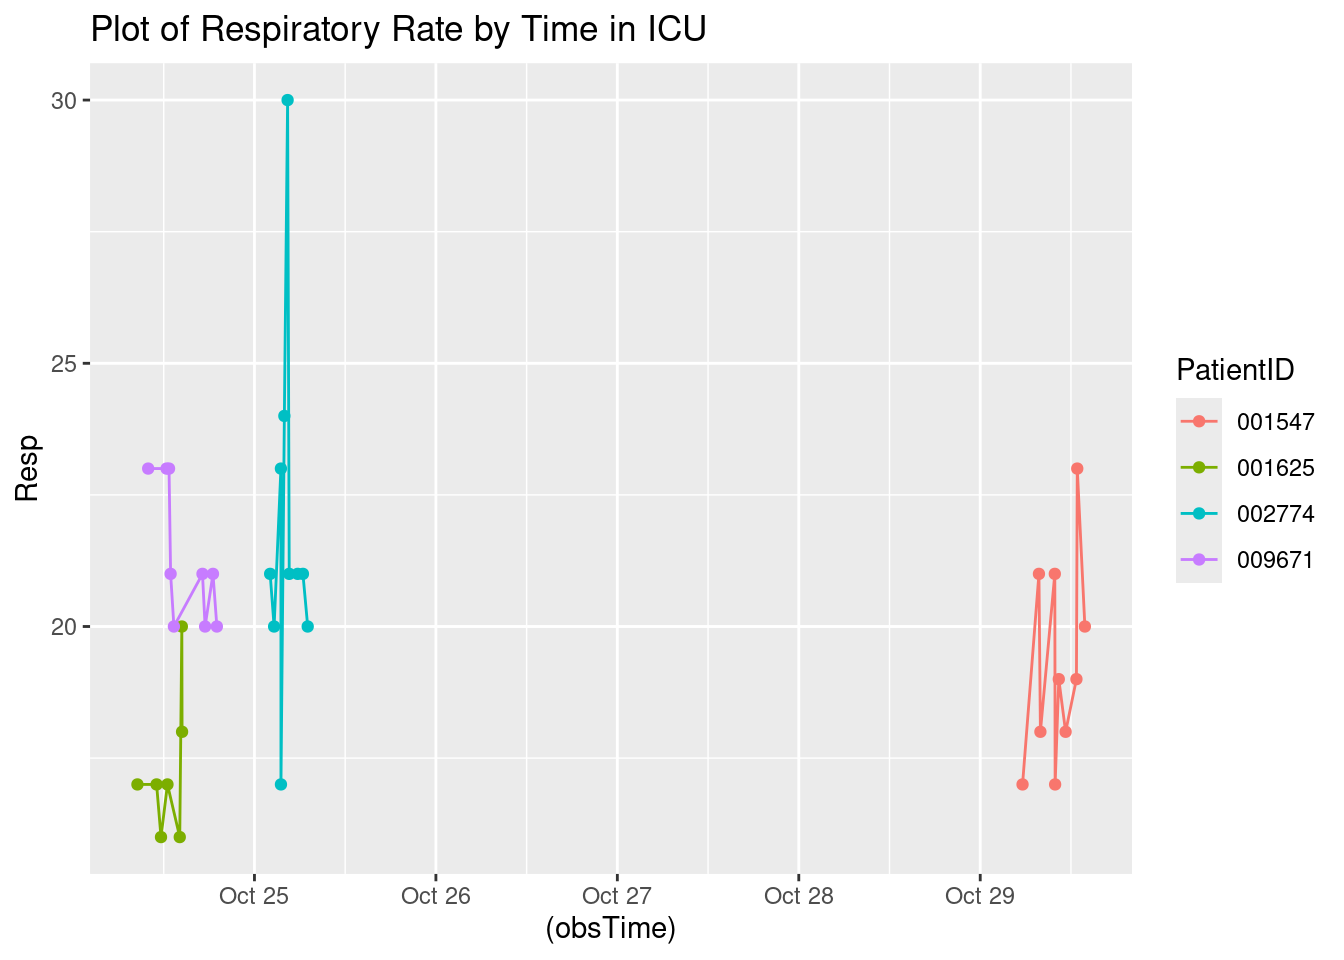 Plot of Respiratory Rate by Time in ICU
30
25
20
Resp
Oct 25
Oct 26
Oct 27
Oct 28
Oct 29
(obsTime)
PatientID
001547
001625
002774
009671